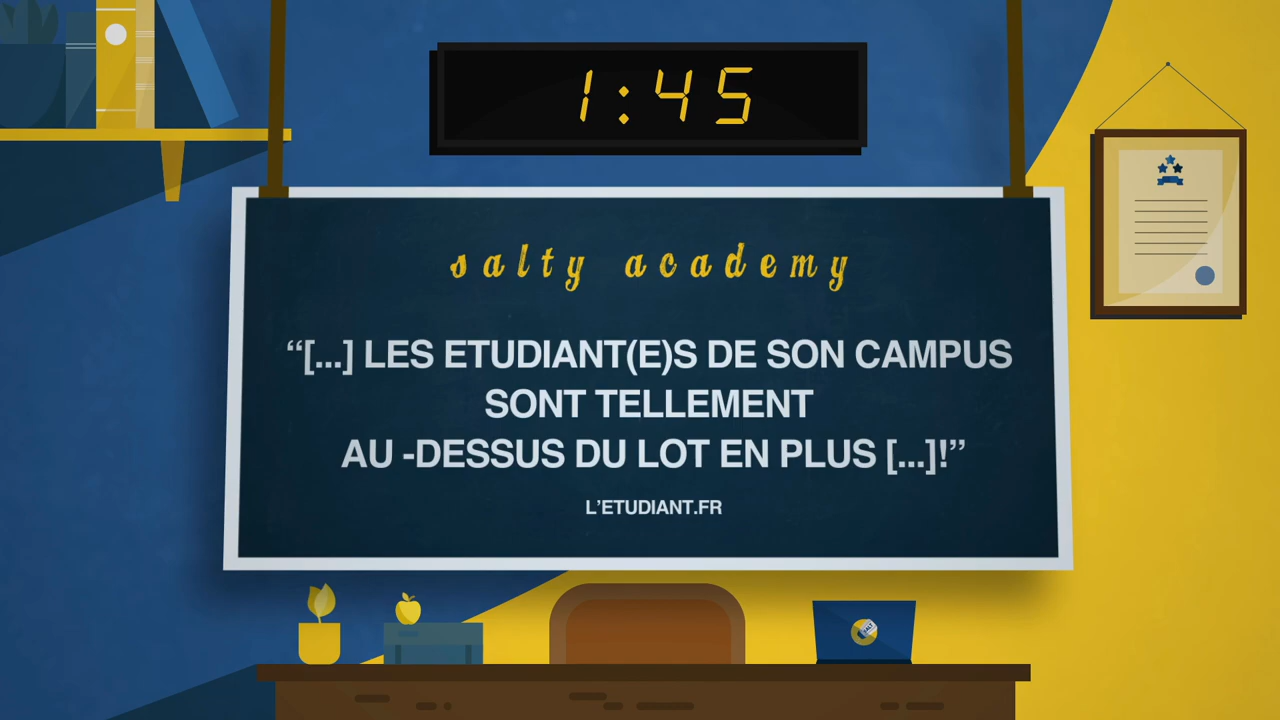 1:45
salty academy
“[...] LES ETUDIANT(E)S DE SON CAMPUS
SONT TELLEMENT
AU -DESSUS DU LOT EN PLUS [...]!”
L’ETUDIANT.FR
SALT